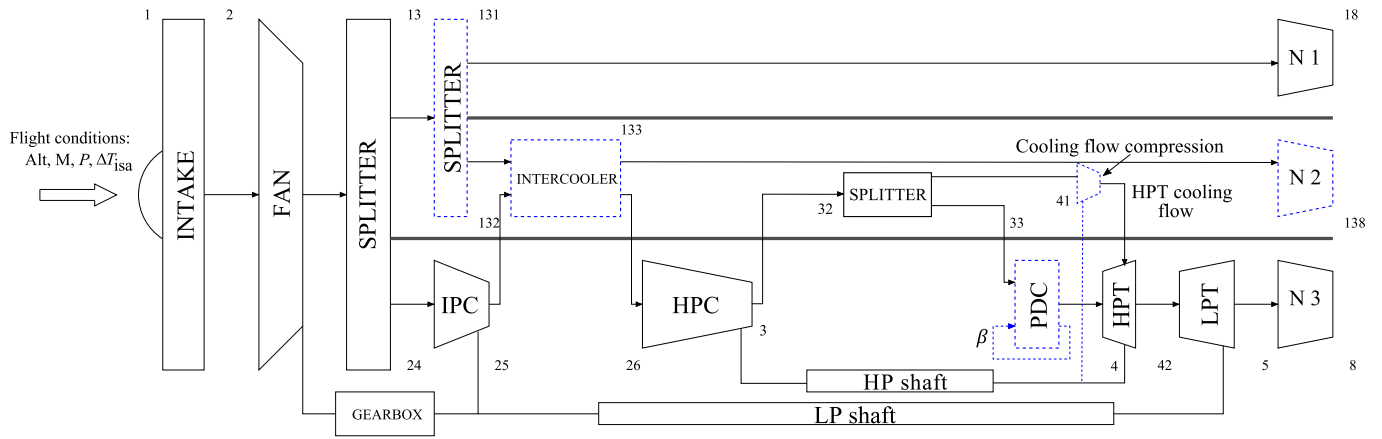 1
2
13
131
18
INTAKE
FAN
SPLITTER
SPLITTER
N 1
Flight conditions:
Alt, M, P, ΔTisa
133
INTERCOOLER
132
Cooling flow compression
SPLITTER
32
33
41
HPT cooling
flow
N 2
138
IPC
HPC
3
PDC
β
HPT
LPT
N 3
24
25
26
4
42
5
8
HP shaft
GEARBOX
LP shaft